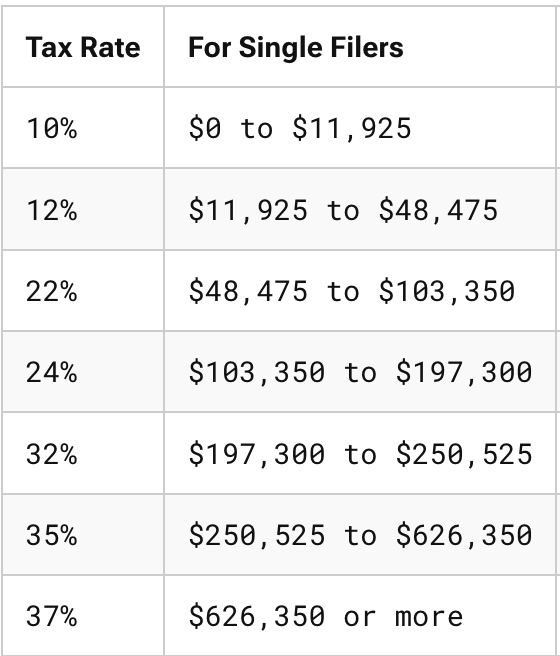 Tax Rate For Single Filers
10% $0 to $11,925
12% $11,925 to $48,475
22% $48,475 to $103,350
24% $103,350 to $197,300
32% $197,300 to $250,525
35% $250,525 to $626,350
37% $626,350 or more